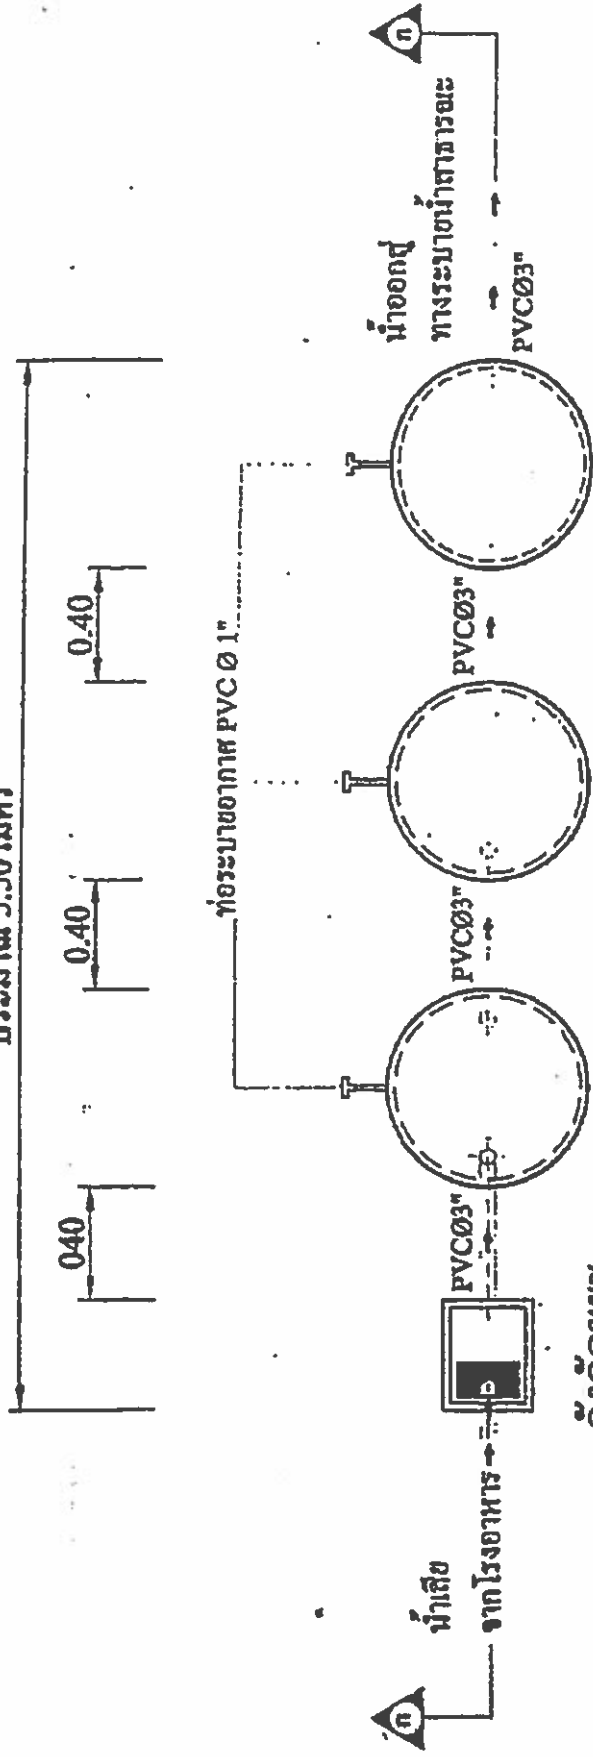 0.40
0.40
040
ท่อระบายอากาศ PVC Ø 1"
น้ำออกสู่
ทางระบายน้ำสาธารณะ
PVCØ3"
PVCØ3"
PVCØ3"
PVCØ3"
น้ำเสีย
จากโรงอาหาร
ก
ก